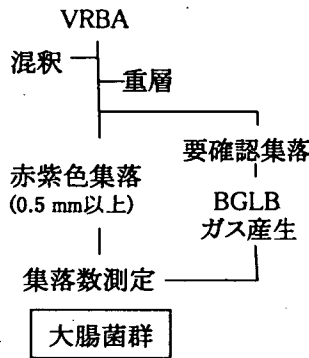 VRBA
混釈
重層
要確認集落
赤紫色集落
(0.5 mm以上)
BGLB
ガス産生
集落数測定
大腸菌群